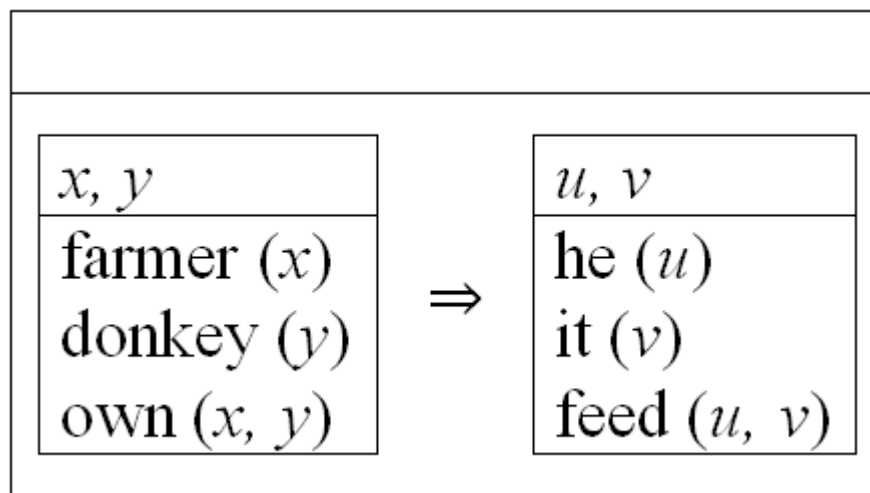 x, y
farmer (x)
donkey (y)
own (x, y)
⇒
u, v
he (u)
it (v)
feed (u, v)